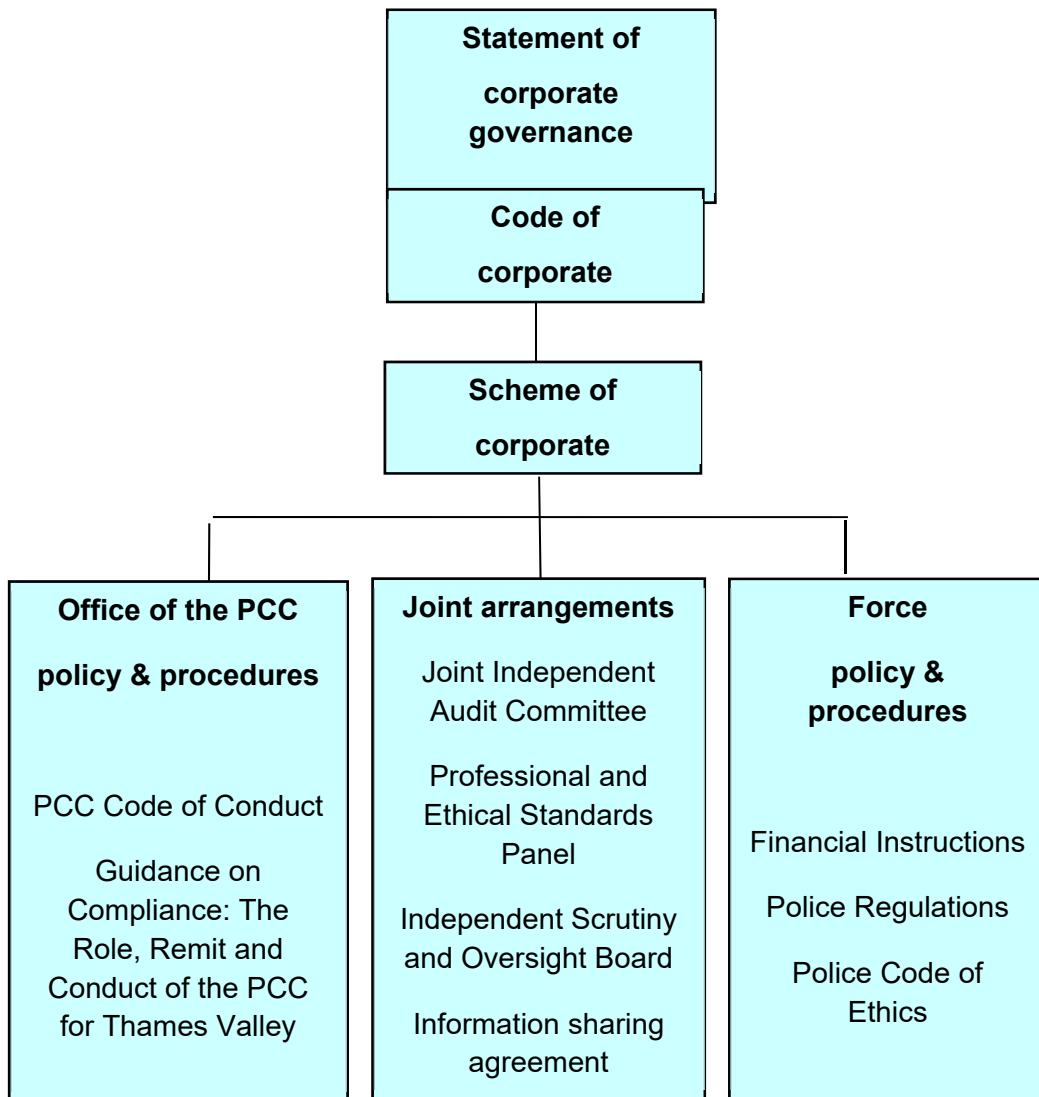 Statement of
corporate
governance
Code of
corporate
Scheme of
corporate
Office of the PCC
policy & procedures
PCC Code of Conduct
Guidance on
Compliance: The
Role, Remit and
Conduct of the PCC
for Thames Valley
Joint arrangements
Joint Independent
Audit Committee
Professional and
Ethical Standards
Panel
Independent Scrutiny
and Oversight Board
Information sharing
agreement
Force
policy &
procedures
Financial Instructions
Police Regulations
Police Code of
Ethics